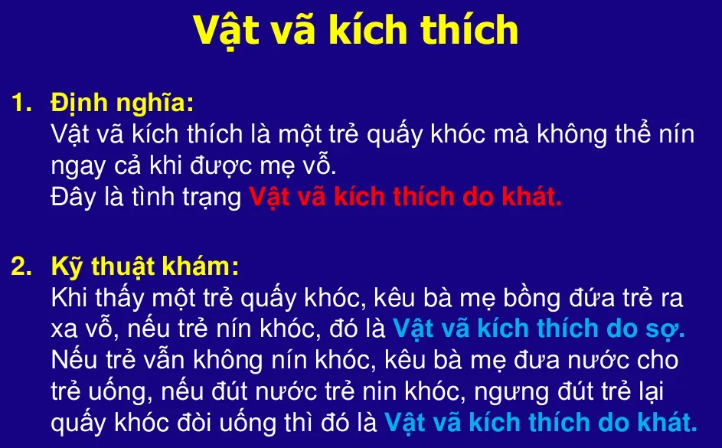 Vật vã kích thích
1. Định nghĩa:
Vật vã kích thích là một trẻ quấy khóc mà không thể nín
ngay cả khi được mẹ vỗ.
Đây là tình trạng Vật vã kích thích do khát.
2. Kỹ thuật khám:
Khi thấy một trẻ quấy khóc, kêu bà mẹ bồng đứa trẻ ra
xa vỗ, nếu trẻ nín khóc, đó là Vật vã kích thích do sợ.
Nếu trẻ vẫn không nín khóc, kêu bà mẹ đưa nước cho
trẻ uống, nếu đút nước trẻ nin khóc, ngưng đút trẻ lại
quấy khóc đòi uống thì đó là Vật vã kích thích do khát.